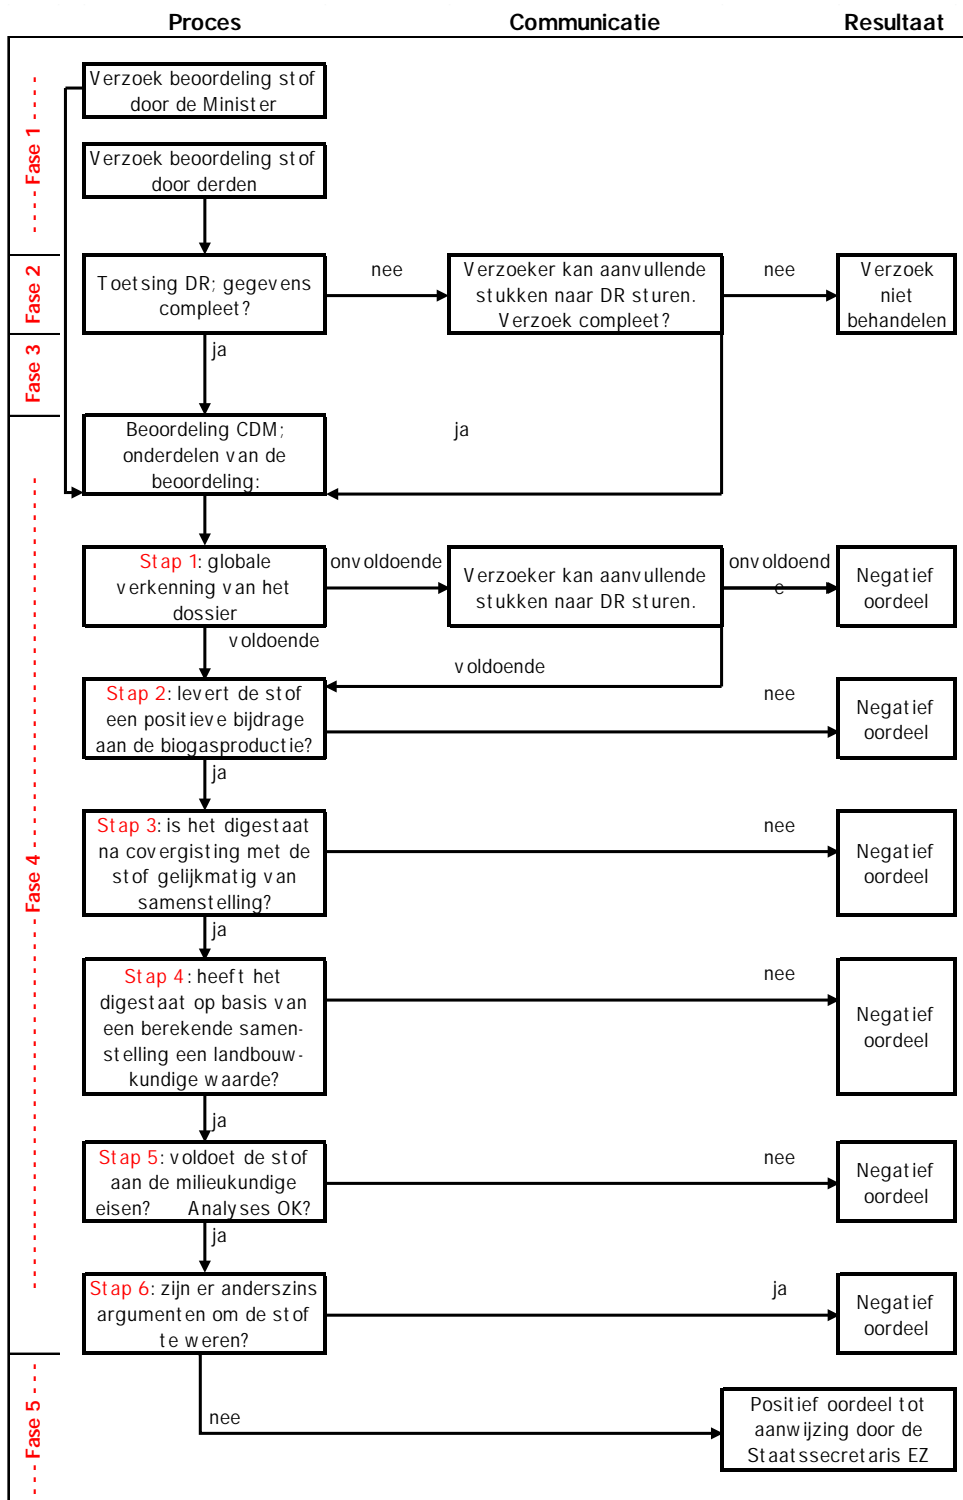 Proces Communicatie Resultaat
Fase 1
Verzoek beoordeling stof
door de Minister
Verzoek beoordeling stof
door derden
Fase 2
Toetsing DR; gegevens
compleet?
nee
Verzoeker kan aanvullende
stukken naar DR sturen.
Verzoek compleet?
nee
Verzoek
niet
behandelen
Fase 3
ja
Beoordeling CDM;
onderdelen van de
beoordeling:
ja
Fase 4
Stap 1: globale
verkenning van het
dossier
onvoldoende
Verzoeker kan aanvullende
stukken naar DR sturen.
onvoldoend
e
Negatief
oordeel
voldoende
voldoende
Stap 2: levert de stof
een positieve bijdrage
aan de biogasproductie?
nee
Negatief
oordeel
ja
Stap 3: is het digestaat
na covergisting met de
stof gelijkmatig van
samenstelling?
nee
Negatief
oordeel
ja
Stap 4: heeft het
digestaat op basis van
een berekende samen-
stelling een landbouw-
kundige waarde?
nee
Negatief
oordeel
ja
Stap 5: voldoet de stof
aan de milieukundige
eisen? Analyses OK?
nee
Negatief
oordeel
ja
Stap 6: zijn er anderszins
argumenten om de stof
te weren?
ja
Negatief
oordeel
Fase 5
nee
Positief oordeel tot
aanwijzing door de
Staatssecretaris EZ